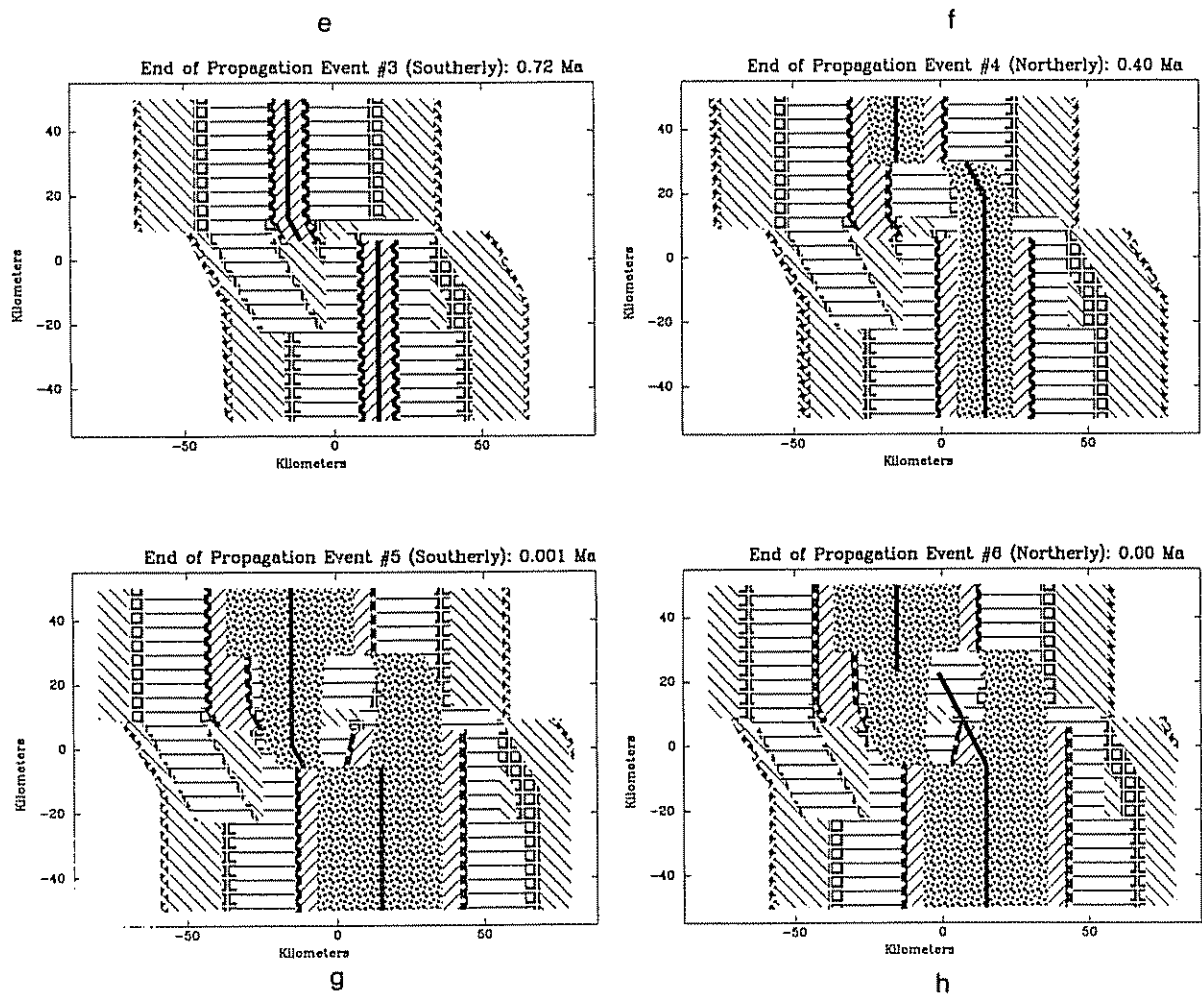 e
f
End of Propagation Event #3 (Southerly): 0.72 Ma
End of Propagation Event #4 (Northerly): 0.40 Ma
40
20
0
-20
-40
Kilometers
-50
0
50
Kilometers
40
20
0
-20
-40
Kilometers
-50
0
50
Kilometers
End of Propagation Event #5 (Southerly): 0.001 Ma
End of Propagation Event #6 (Northerly): 0.00 Ma
40
20
0
-20
-40
Kilometers
-50
0
50
Kilometers
40
20
0
-20
-40
Kilometers
-50
0
50
Kilometers
g
h